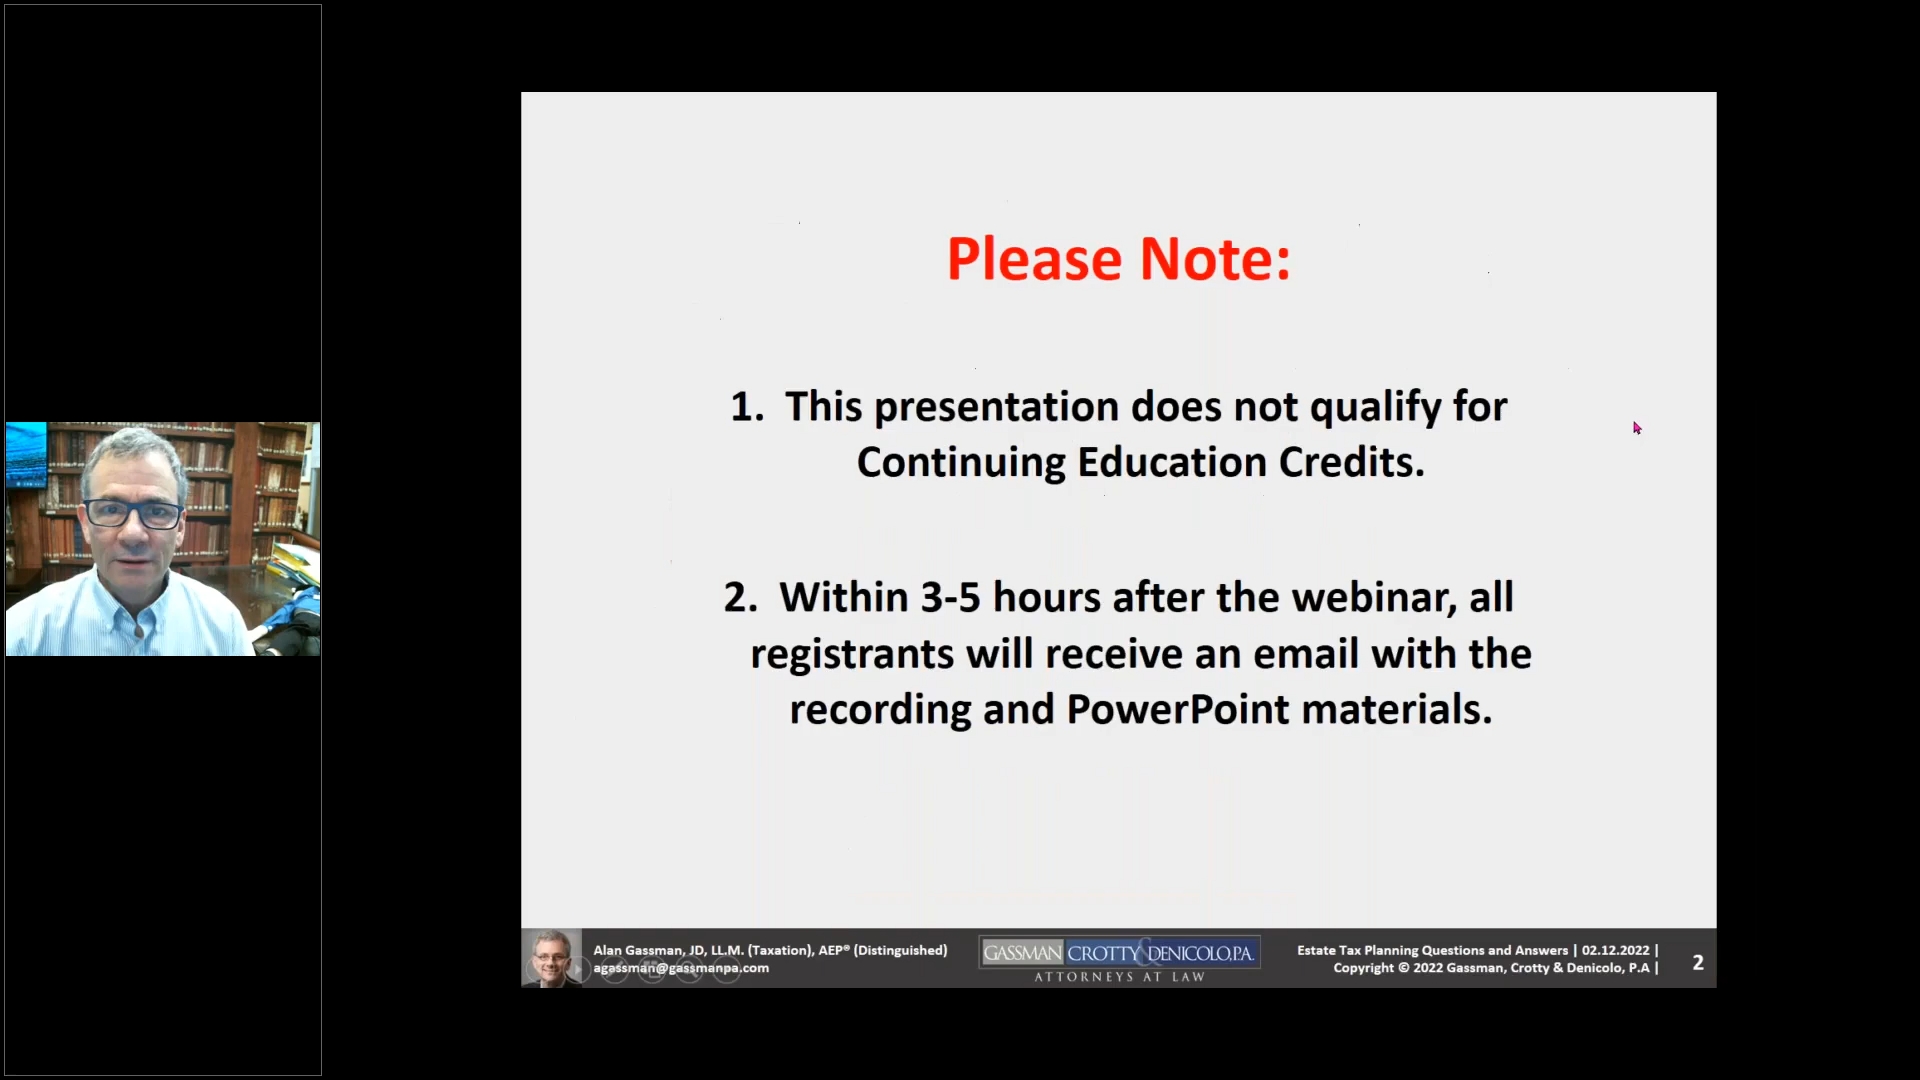 Please Note:
1. This presentation does not qualify for
Continuing Education Credits.
2. Within 3-5 hours after the webinar, all
registrants will receive an email with the
recording and PowerPoint materials.
Alan Gassman, JD, LL.M. (Taxation), AEP® (Distinguished)
agassman@gassmanpa.com
GASSMAN CROTTY & DENICOLO, P.A.
ATTORNEYS AT LAW
Estate Tax Planning Questions and Answers | 02.12.2022 |
Copyright © 2022 Gassman, Crotty & Denicolo, P.A |
2